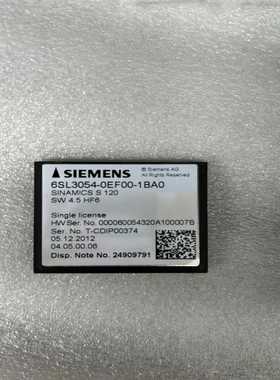 SIEMENS
© Siemens AG
All Rights Reserved
6SL3054-0EF00-1BA0
SINAMICS S 120
SW 4.5 HF6
Single license
HW Ser. No. 000060054320A100007B
Ser. No. T-CDIP00374
05.12.2012
04.05.00.06
Disp. Note No. 24909791